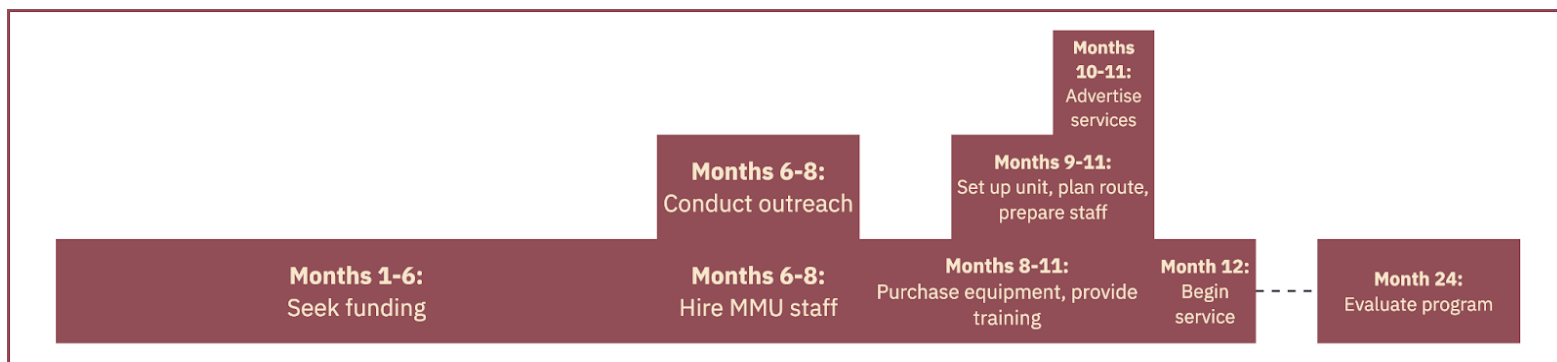 Months
10-11:
Advertise
services
Months 6-8:
Conduct outreach
Months 9-11:
Set up unit, plan route,
prepare staff
Months 1-6:
Seek funding
Months 6-8:
Hire MMU staff
Months 8-11:
Purchase equipment, provide
training
Month 12:
Begin
service
Month 24:
Evaluate program